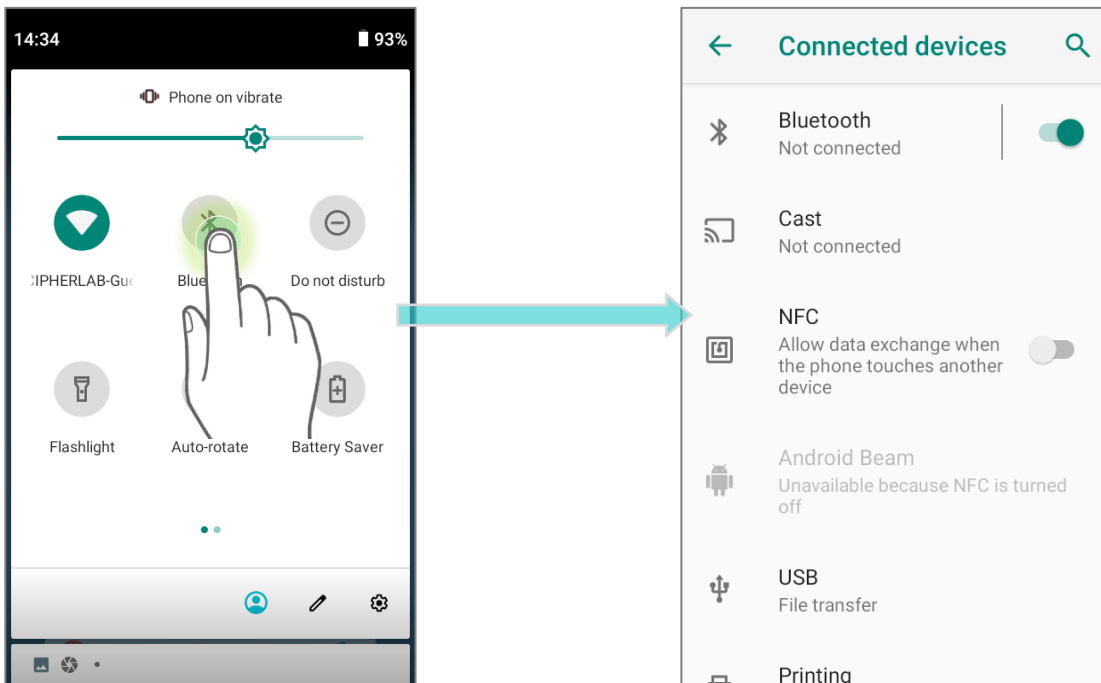 14:34
93%
Phone on vibrate
CIPHERLAB-Gue
Do not disturb
Flashlight
Auto-rotate
Battery Saver
Connected devices
Bluetooth
Not connected
Cast
Not connected
NFC
Allow data exchange when
the phone touches another
device
Android Beam
Unavailable because NFC is turned
off
USB
File transfer
Printing